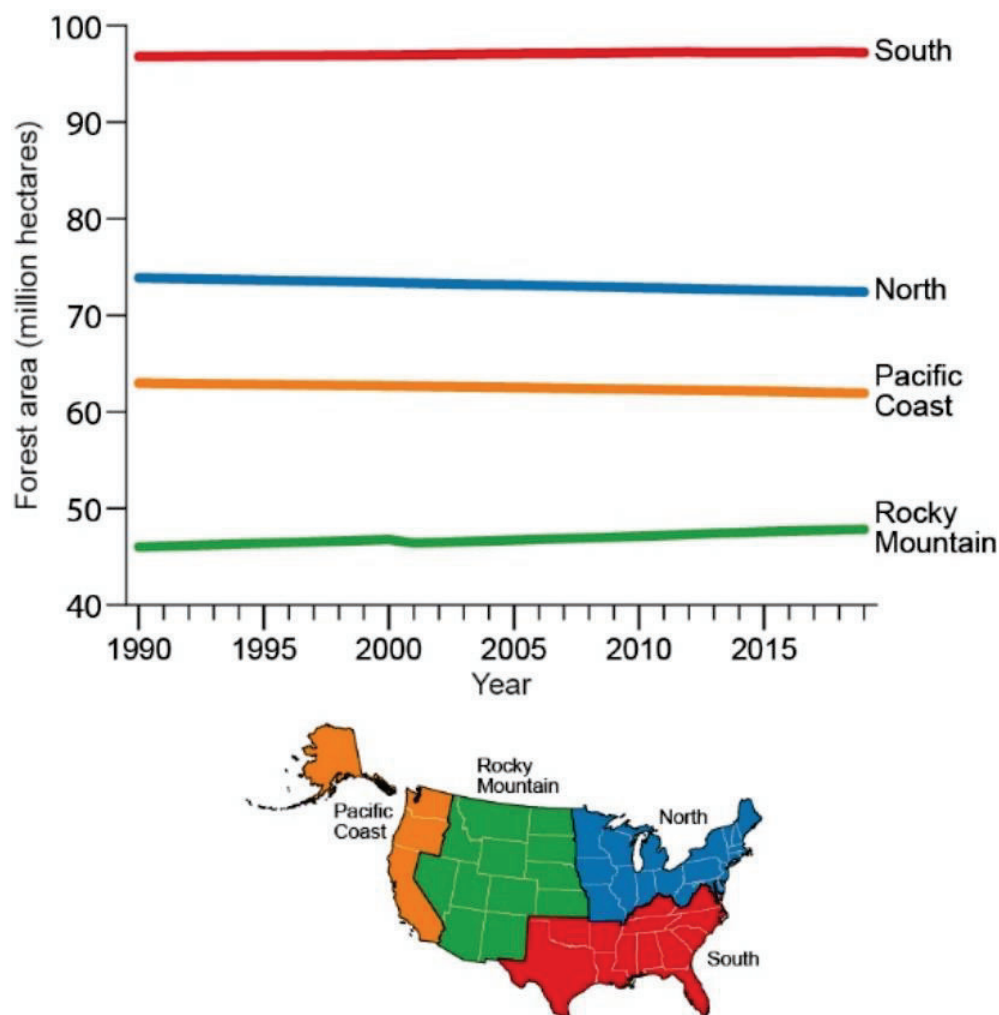 100
90
80
70
60
50
40
Forest area (million hectares)
South
North
Pacific
Coast
Rocky
Mountain
1990 1995 2000 2005 2010 2015
Year
Rocky
Mountain
Pacific
Coast
North
South